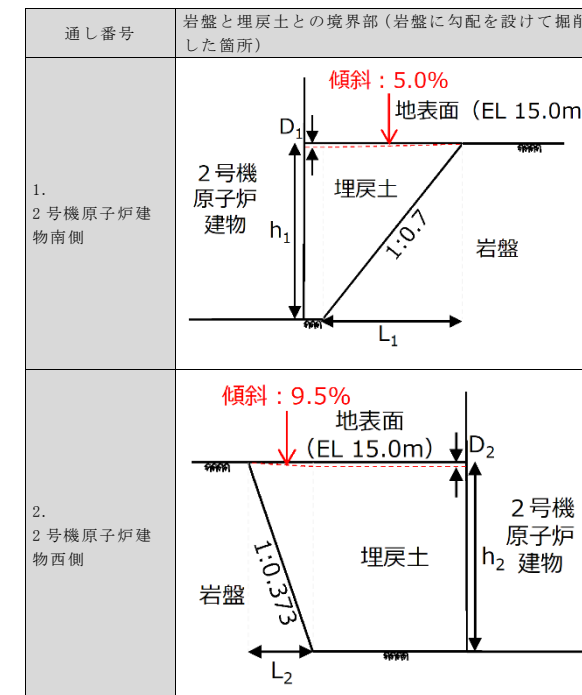 通し番号
岩盤と埋戻土との境界部（岩盤に勾配を設けて掘削
した箇所）
1.
2号機原子炉建
物南側
傾斜：5.0%
地表面（EL 15.0m
D1
２号機
原子炉
建物
埋戻土
h1
1:0.7
岩盤
L1
2.
2号機原子炉建
物西側
傾斜：9.5%
地表面
（EL 15.0m）
D2
２号機
原子炉
建物
埋戻土
h2
1:0.373
岩盤
L2